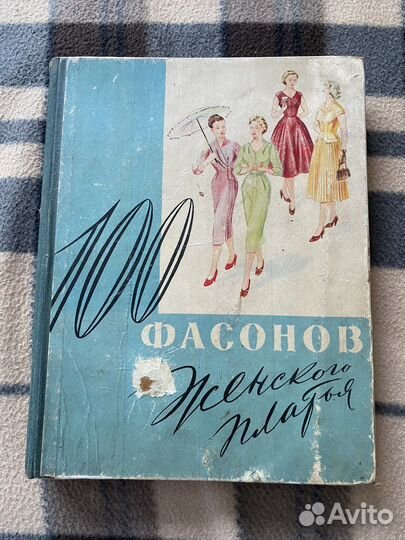 100
ФАСОНОВ
женского
платья
Avito